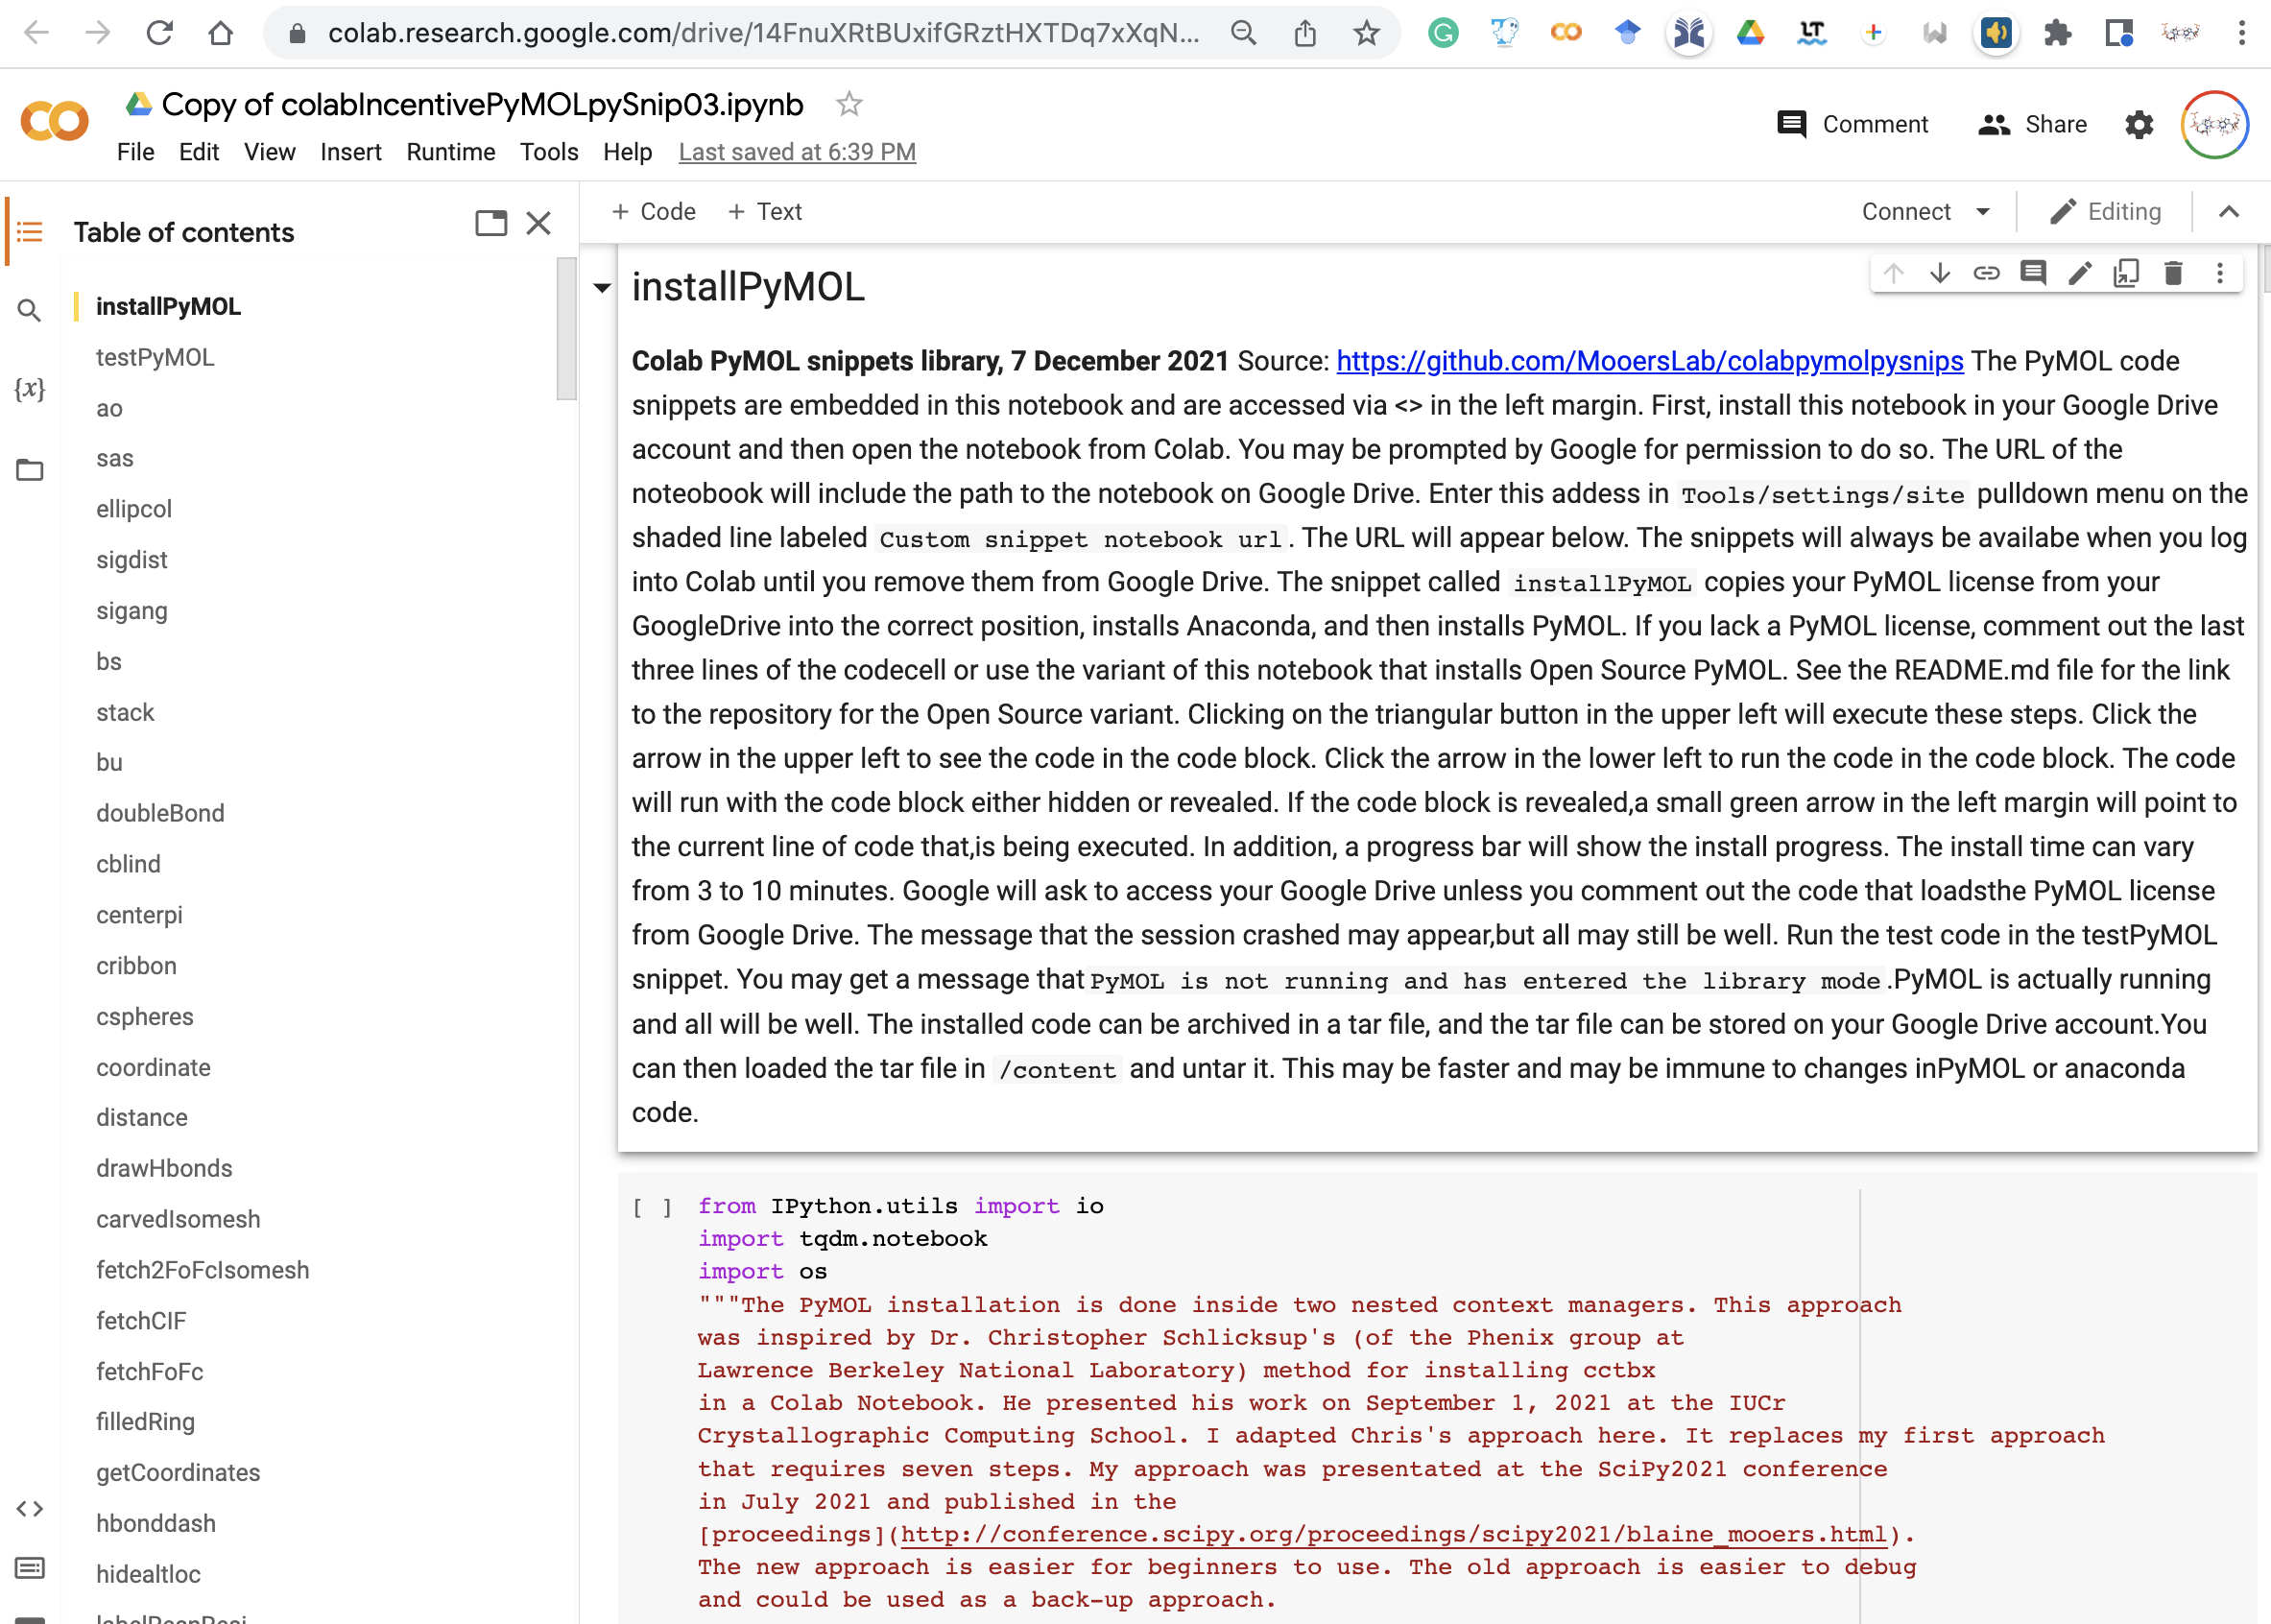 colab.research.google.com/drive/14FnuXRtBUxifGRztHXTDq7xXqN...
Copy of colabIncentivePyMOLpySnip03.ipynb
File Edit View Insert Runtime Tools Help Last saved at 6:39 PM
Comment
Share
Table of contents
installPyMOL
testPyMOL
ao
sas
ellipcol
sigdist
sigang
bs
stack
bu
doubleBond
cblind
centerpi
cribbon
cspheres
coordinate
distance
drawHbonds
carvedIsomesh
fetch2FoFcIsomesh
fetchCIF
fetchFoFc
filledRing
getCoordinates
hbonddash
hidealtloc
+ Code + Text
Connect
Editing
installPyMOL
Colab PyMOL snippets library, 7 December 2021 Source: https://github.com/MooersLab/colabpymolpysnips The PyMOL code
snippets are embedded in this notebook and are accessed via <> in the left margin. First, install this notebook in your Google Drive
account and then open the notebook from Colab. You may be prompted by Google for permission to do so. The URL of the
noteobook will include the path to the notebook on Google Drive. Enter this addess in Tools/settings/site pulldown menu on the
shaded line labeled Custom snippet notebook url. The URL will appear below. The snippets will always be availabe when you log
into Colab until you remove them from Google Drive. The snippet called installPyMOL copies your PyMOL license from your
GoogleDrive into the correct position, installs Anaconda, and then installs PyMOL. If you lack a PyMOL license, comment out the last
three lines of the codecell or use the variant of this notebook that installs Open Source PyMOL. See the README.md file for the link
to the repository for the Open Source variant. Clicking on the triangular button in the upper left will execute these steps. Click the
arrow in the upper left to see the code in the code block. Click the arrow in the lower left to run the code in the code block. The code
will run with the code block either hidden or revealed. If the code block is revealed,a small green arrow in the left margin will point to
the current line of code that,is being executed. In addition, a progress bar will show the install progress. The install time can vary
from 3 to 10 minutes. Google will ask to access your Google Drive unless you comment out the code that loadsthe PyMOL license
from Google Drive. The message that the session crashed may appear,but all may still be well. Run the test code in the testPyMOL
snippet. You may get a message that PyMOL is not running and has entered the library mode.PyMOL is actually running
and all will be well. The installed code can be archived in a tar file, and the tar file can be stored on your Google Drive account.You
can then loaded the tar file in /content and untar it. This may be faster and may be immune to changes inPyMOL or anaconda
code.
[ ] from IPython.utils import io
import tqdm.notebook
import os
"""The PyMOL installation is done inside two nested context managers. This approach
was inspired by Dr. Christopher Schlicksup's (of the Phenix group at
Lawrence Berkeley National Laboratory) method for installing cctbx
in a Colab Notebook. He presented his work on September 1, 2021 at the IUCr
Crystallographic Computing School. I adapted Chris's approach here. It replaces my first approach
that requires seven steps. My approach was presentated at the SciPy2021 conference
in July 2021 and published in the
[proceedings](http://conference.scipy.org/proceedings/scipy2021/blaine_mooers.html).
The new approach is easier for beginners to use. The old approach is easier to debug
and could be used as a back-up approach.